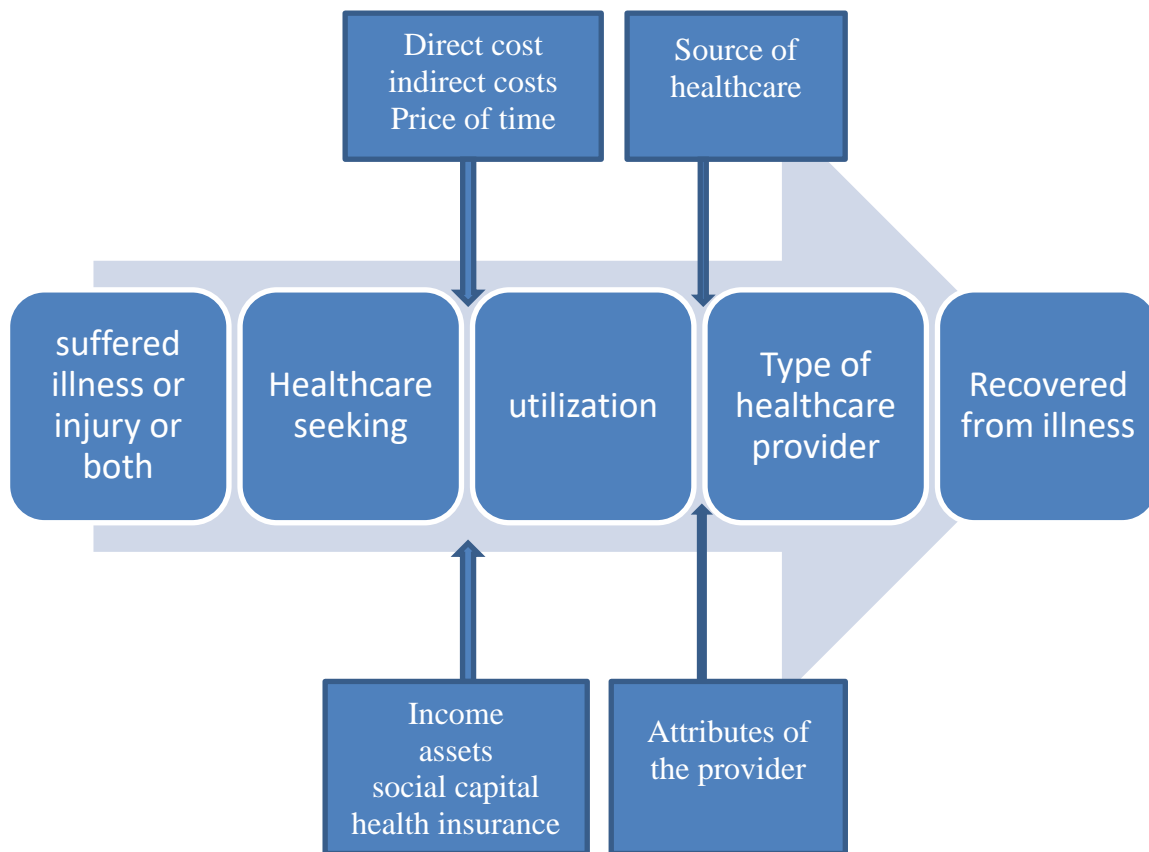 Direct cost
indirect costs
Price of time
Source of
healthcare
suffered
illness or
injury or
both
Healthcare
seeking
utilization
Type of
healthcare
provider
Recovered
from illness
Income
assets
social capital
health insurance
Attributes of
the provider